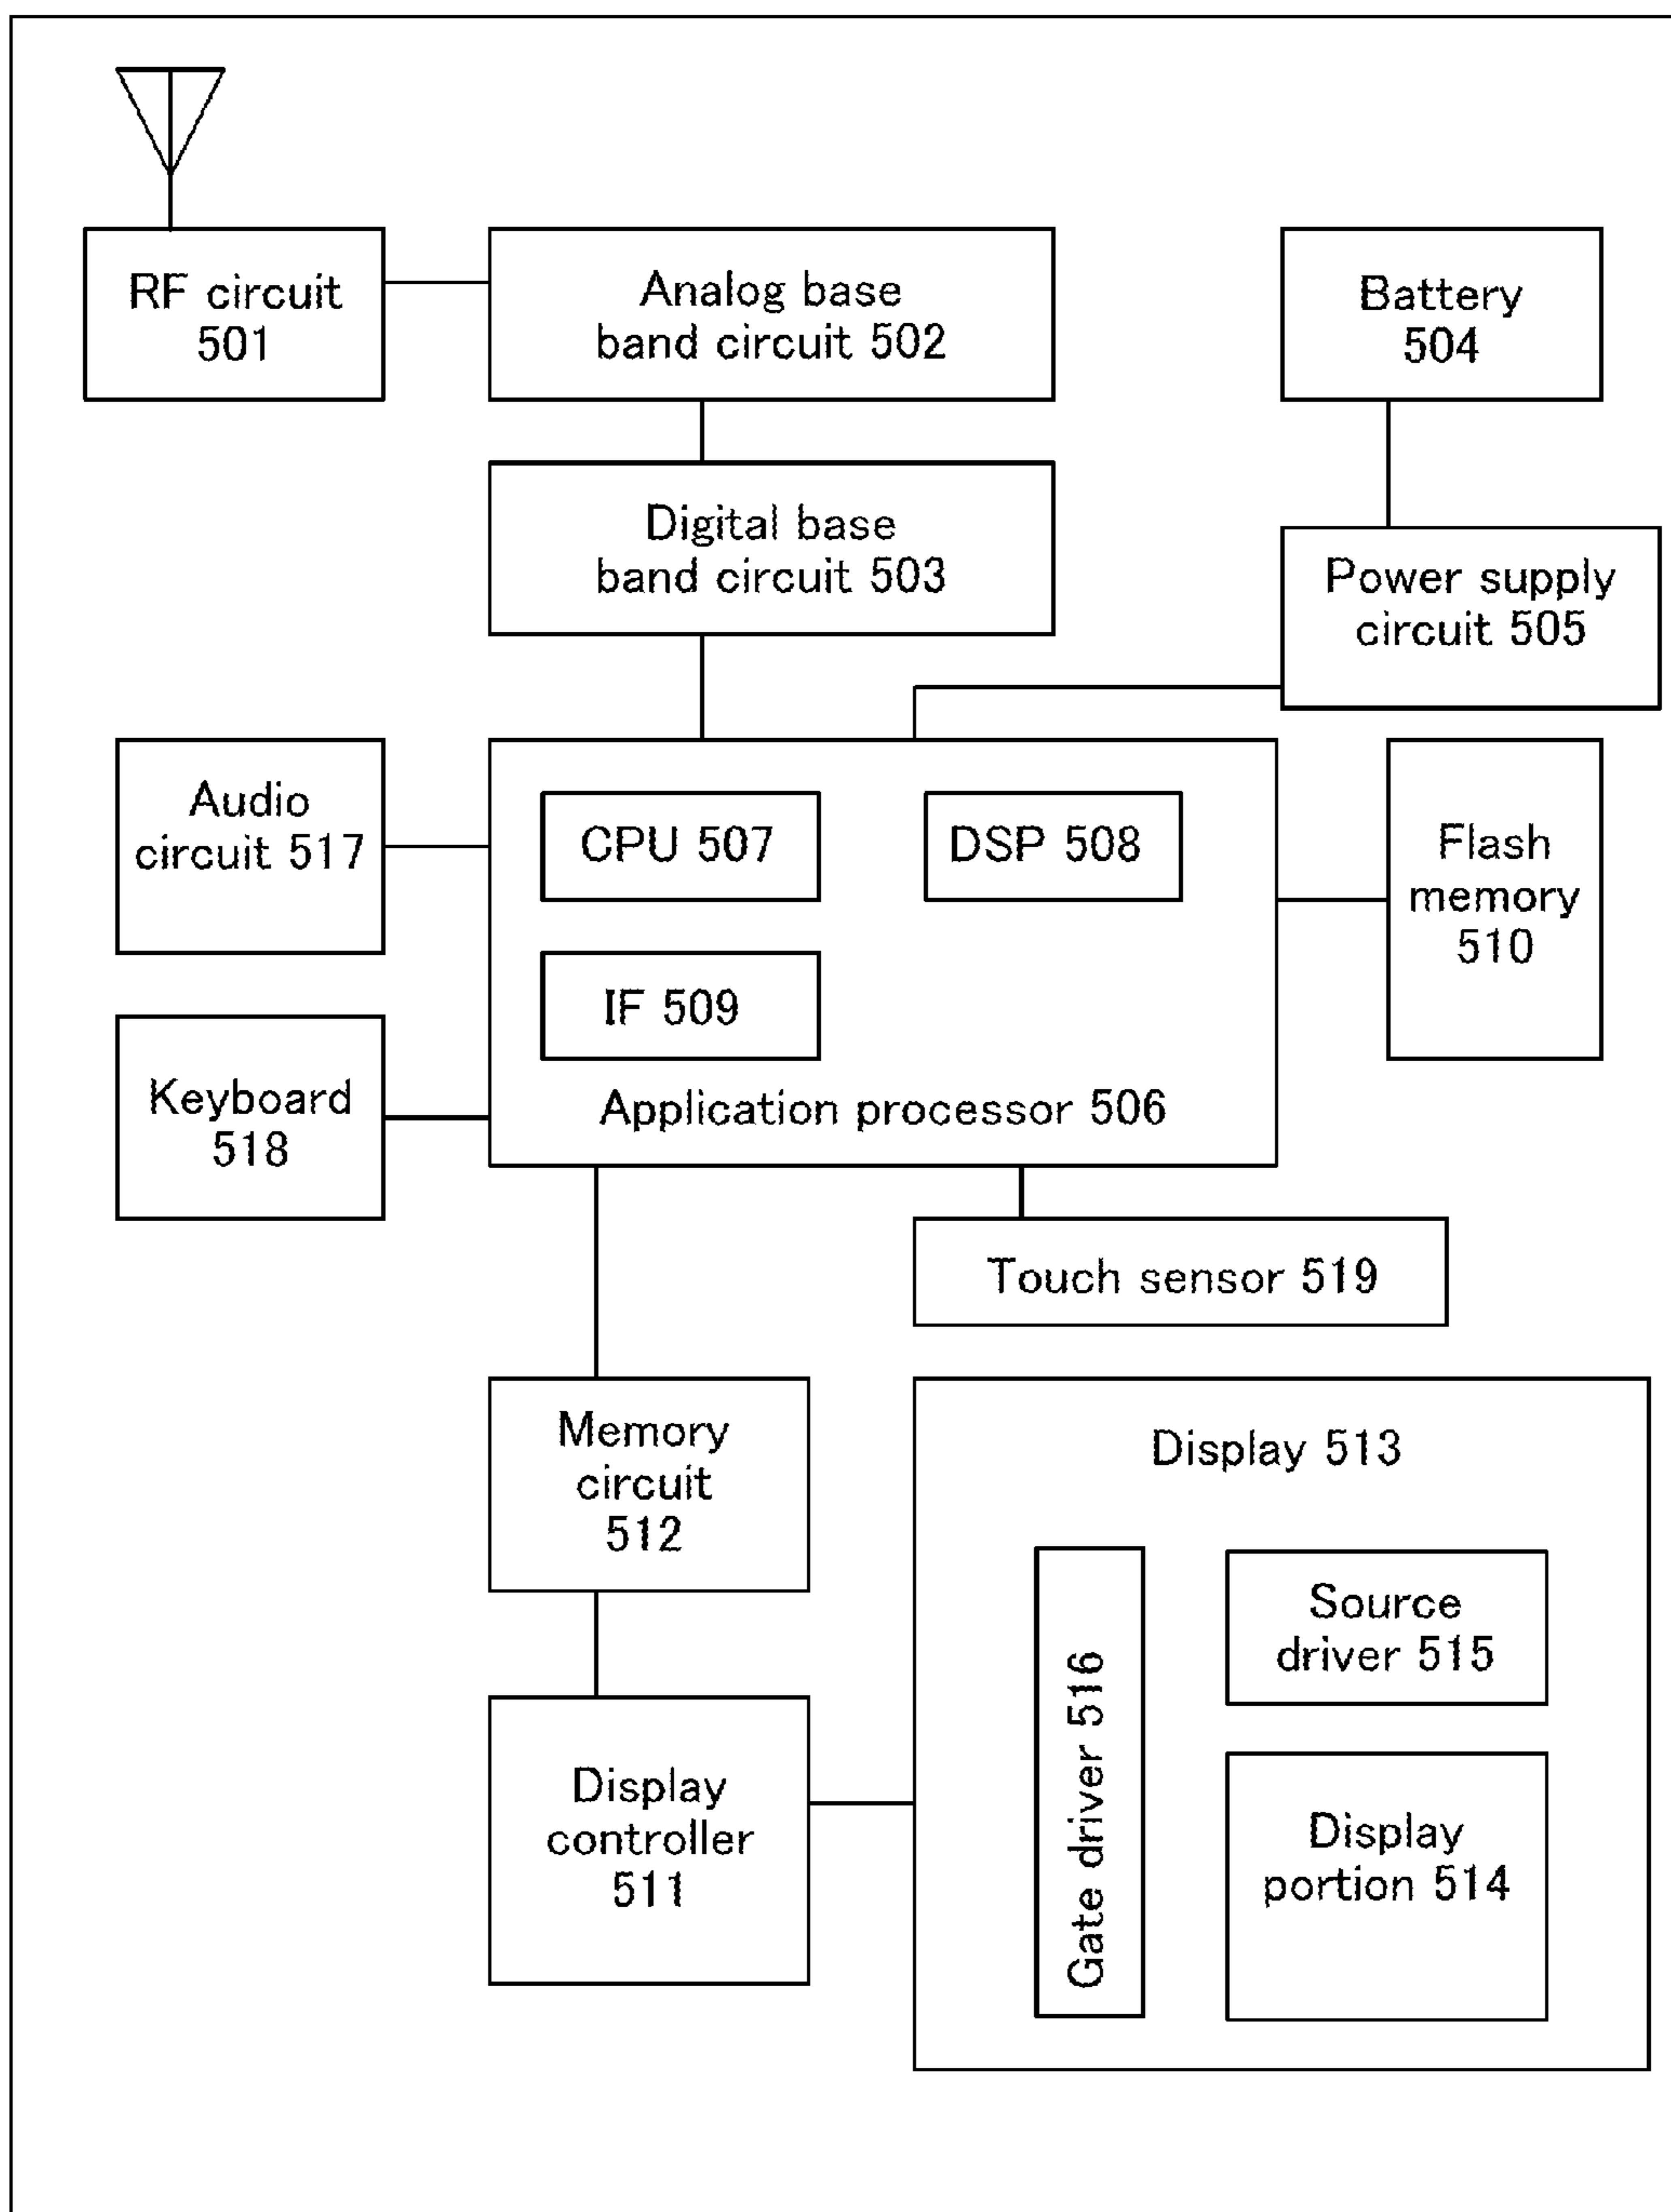 RF circuit
501
Analog base
band circuit 502
Battery
504
Digital base
band circuit 503
Power supply
circuit 505
Audio
circuit 517
CPU 507
DSP 508
Flash
memory
510
IF 509
Keyboard
518
Application processor 506
Touch sensor 519
Memory
circuit
512
Display 513
Source
driver 515
Gate driver 516
Display
controller
511
Display
portion 514